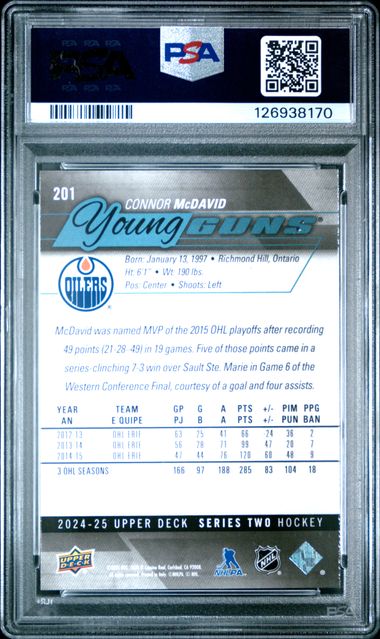 PSA
126938170
201
CONNOR McDAVID
Young GUNS
Born: January 13, 1997 • Richmond Hill, Ontario
Ht: 6'1" • Wt: 190 lbs.
Pos: Center • Shoots: Left
OILERS
McDavid was named MVP of the 2015 OHL playoffs after recording
49 points (21-28-49) in 19 games. Five of those points came in a
series-clinching 7-3 win over Sault Ste. Marie in Game 6 of the
Western Conference Final, courtesy of a goal and four assists.
YEAR TEAM GP G A PTS +/- PIM PPG
AN EQUIPE PJ B A PTS +/- PUN BAN
2012-13 OHL ERIE 63 25 41 66 24 36 2
2013-14 OHL ERIE 56 28 71 99 47 20 7
2014-15 OHL ERIE 47 44 76 120 60 48 9
3 OHL SEASONS 166 97 188 285 83 104 18
2024-25 UPPER DECK SERIES TWO HOCKEY
UPPER DECK
NHLPA
NHL
PSA